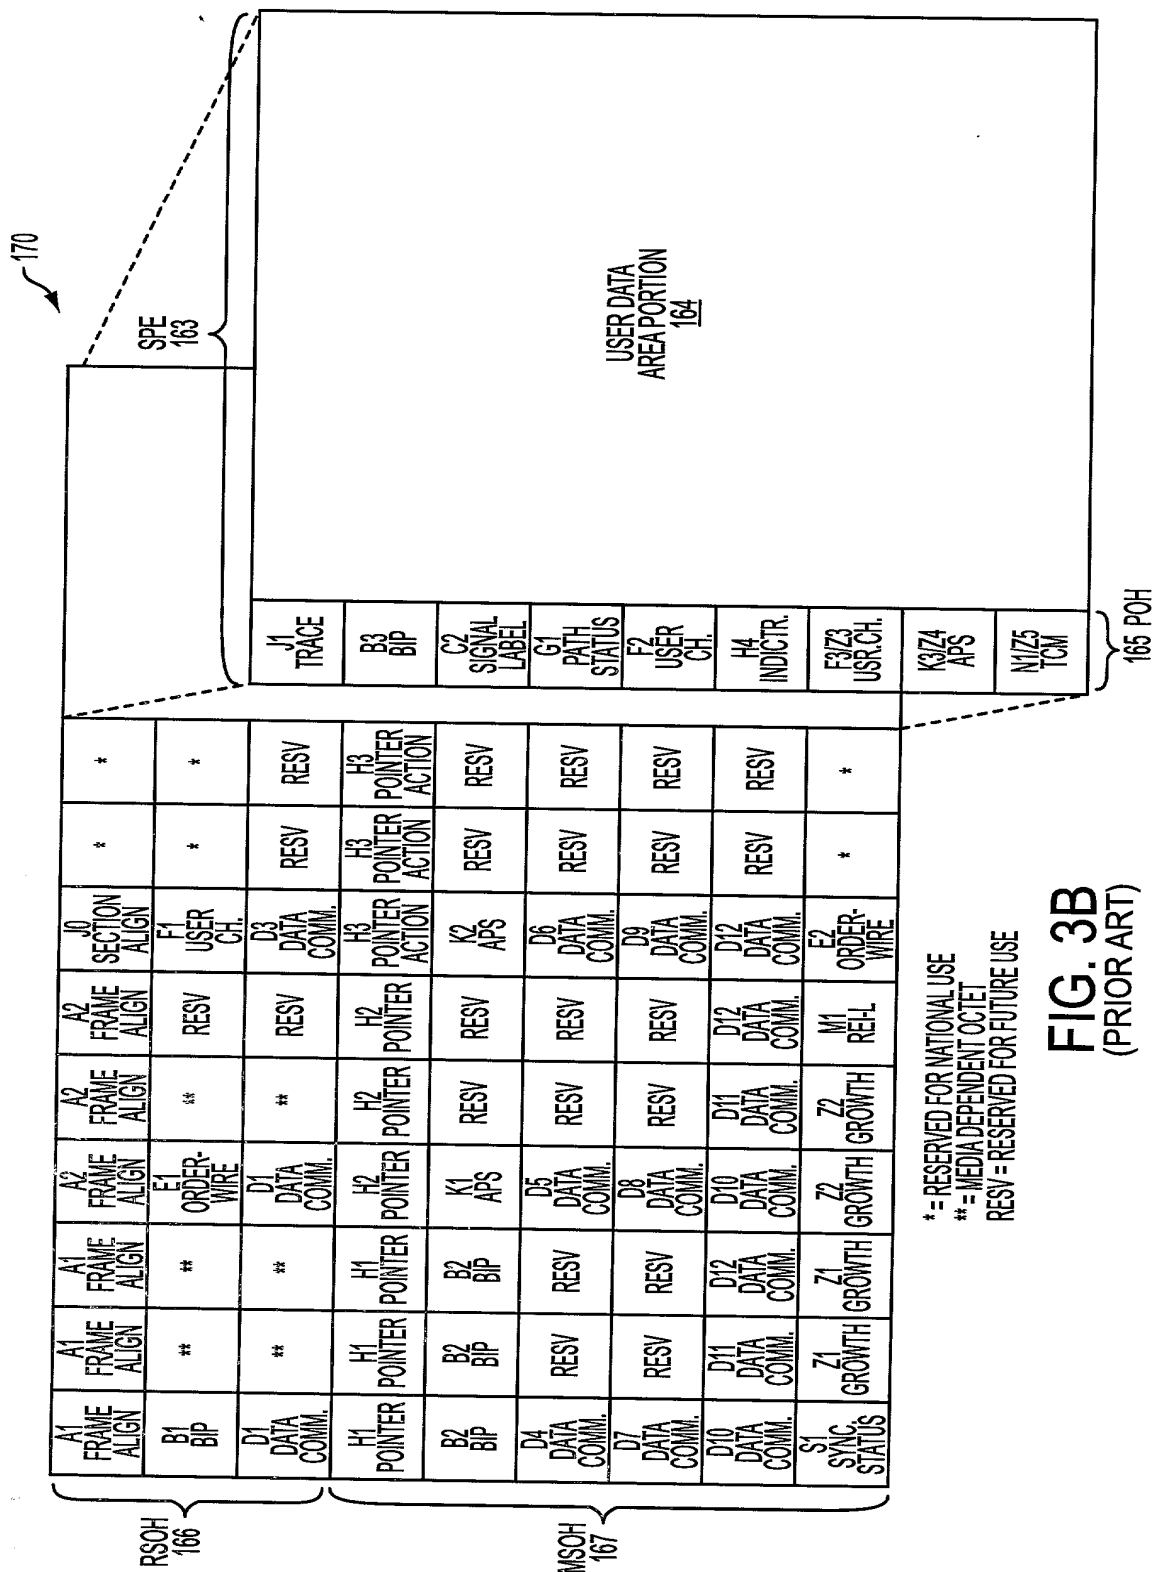 170
SPE
163
RSOH
166
MSOH
167
A1
FRAME
ALIGN
A1
FRAME
ALIGN
A1
FRAME
ALIGN
A2
FRAME
ALIGN
A2
FRAME
ALIGN
A2
FRAME
ALIGN
J0
SECTION
ALIGN
*
*
B1
BIP
**
**
E1
ORDER-
WIRE
**
RESV
F1
USER
CH.
*
*
D1
DATA
COMM.
**
**
D1
DATA
COMM.
**
RESV
D3
DATA
COMM.
RESV
RESV
H1
POINTER
H1
POINTER
H1
POINTER
H2
POINTER
H2
POINTER
H2
POINTER
H3
POINTER
ACTION
H3
POINTER
ACTION
H3
POINTER
ACTION
B2
BIP
B2
BIP
B2
BIP
K1
APS
RESV
RESV
K2
APS
RESV
RESV
D4
DATA
COMM.
RESV
RESV
D5
DATA
COMM.
RESV
RESV
D6
DATA
COMM.
RESV
RESV
D7
DATA
COMM.
RESV
RESV
D8
DATA
COMM.
RESV
RESV
D9
DATA
COMM.
RESV
RESV
D10
DATA
COMM.
D11
DATA
COMM.
D12
DATA
COMM.
D10
DATA
COMM.
D11
DATA
COMM.
D12
DATA
COMM.
D12
DATA
COMM.
RESV
RESV
S1
SYNC.
STATUS
Z1
GROWTH
Z1
GROWTH
Z2
GROWTH
Z2
GROWTH
M1
REI-L
E2
ORDER-
WIRE
*
*
J1
TRACE
B3
BIP
C2
SIGNAL
LABEL
G1
PATH
STATUS
F2
USER
CH.
H4
INDICTR.
F3/Z3
USR.CH.
K3/Z4
APS
N1/Z5
TCM
165 POH
USER DATA
AREA PORTION
164
* = RESERVED FOR NATIONAL USE
** = MEDIA DEPENDENT OCTET
RESV = RESERVED FOR FUTURE USE
FIG. 3B
(PRIOR ART)